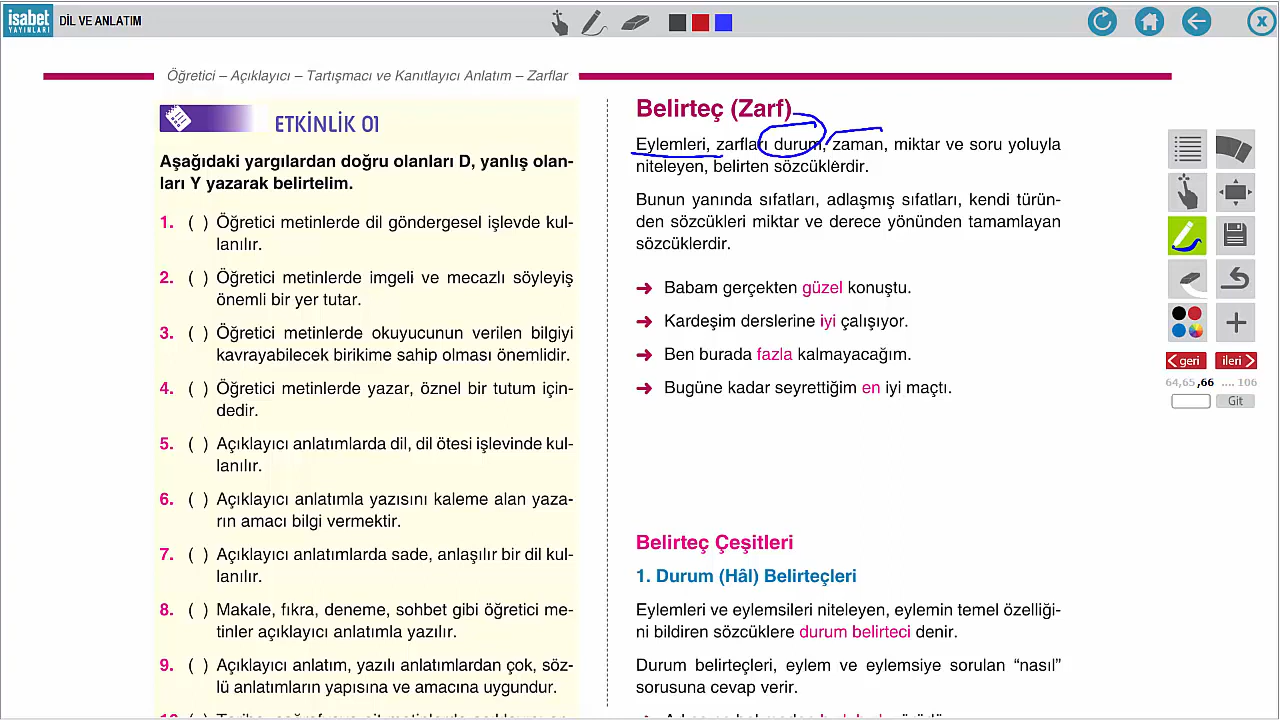 isabet
YAYINLARI
DİL VE ANLATIM
Öğretici – Açıklayıcı – Tartışmacı ve Kanıtlayıcı Anlatım – Zarflar
ETKİNLİK 01
Aşağıdaki yargılardan doğru olanları D, yanlış olan-
ları Y yazarak belirtelim.
1. ( ) Öğretici metinlerde dil göndergesel işlevde kul-
lanılır.
2. ( ) Öğretici metinlerde imgeli ve mecazlı söyleyiş
önemli bir yer tutar.
3. ( ) Öğretici metinlerde okuyucunun verilen bilgiyi
kavrayabilecek birikime sahip olması önemlidir.
4. ( ) Öğretici metinlerde yazar, öznel bir tutum için-
dedir.
5. ( ) Açıklayıcı anlatımlarda dil, dil ötesi işlevinde kul-
lanılır.
6. ( ) Açıklayıcı anlatımla yazısını kaleme alan yaza-
rın amacı bilgi vermektir.
7. ( ) Açıklayıcı anlatımlarda sade, anlaşılır bir dil kul-
lanılır.
8. ( ) Makale, fıkra, deneme, sohbet gibi öğretici me-
tinler açıklayıcı anlatımla yazılır.
9. ( ) Açıklayıcı anlatım, yazılı anlatımlardan çok, söz-
lü anlatımların yapısına ve amacına uygundur.
Belirteç (Zarf)
Eylemleri, zarfları durum, zaman, miktar ve soru yoluyla
niteleyen, belirten sözcüklerdir.
Bunun yanında sıfatları, adlaşmış sıfatları, kendi türün-
den sözcükleri miktar ve derece yönünden tamamlayan
sözcüklerdir.
➜ Babam gerçekten güzel konuştu.
➜ Kardeşim derslerine iyi çalışıyor.
➜ Ben burada fazla kalmayacağım.
➜ Bugüne kadar seyrettiğim en iyi maçtı.
Belirteç Çeşitleri
1. Durum (Hâl) Belirteçleri
Eylemleri ve eylemsileri niteleyen, eylemin temel özelliği-
ni bildiren sözcüklere durum belirteci denir.
Durum belirteçleri, eylem ve eylemsiye sorulan “nasıl”
sorusuna cevap verir.
geri ileri
64,65,66 .... 106
Git